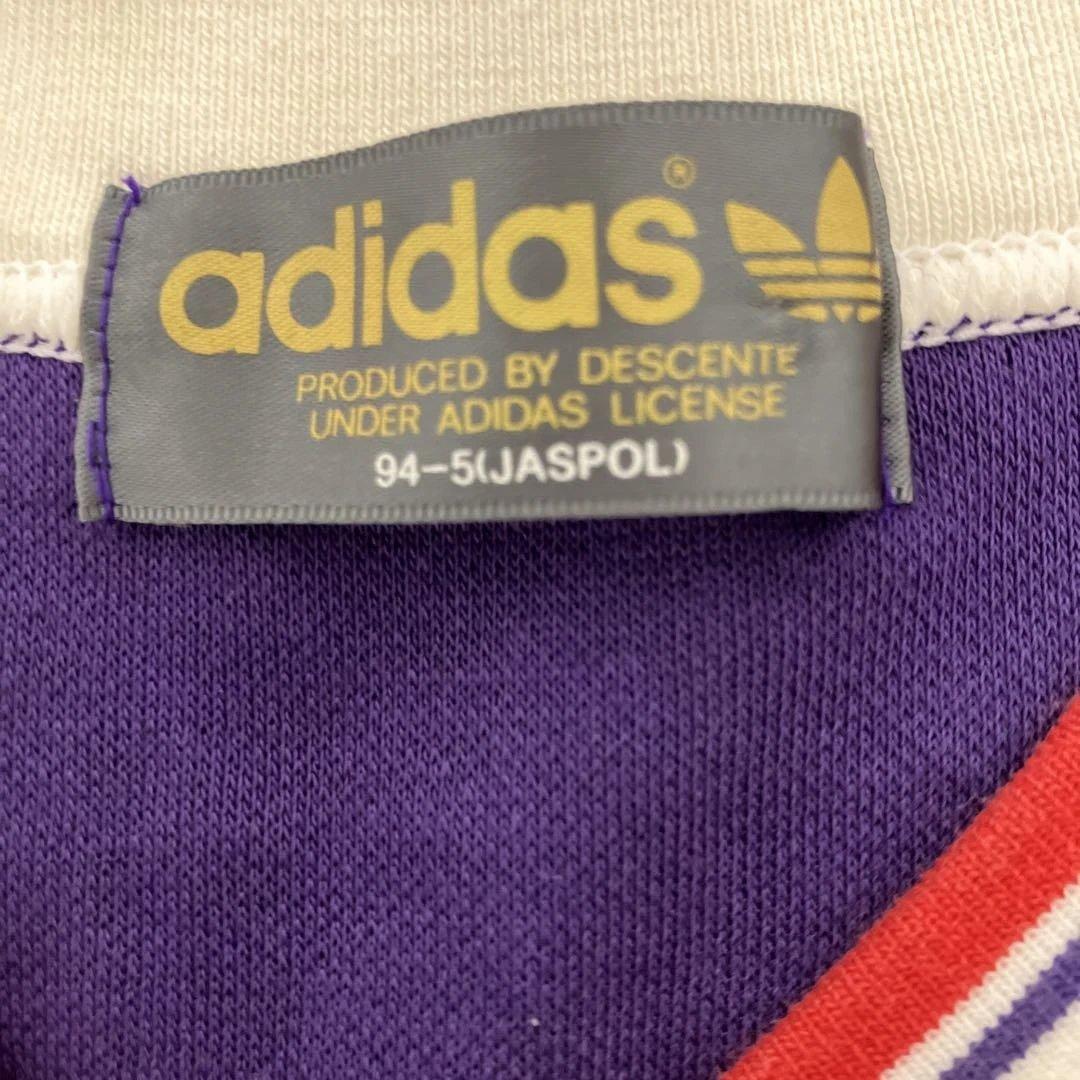 adidas®
PRODUCED BY DESCENTE
UNDER ADIDAS LICENSE
94-5(JASPOL)